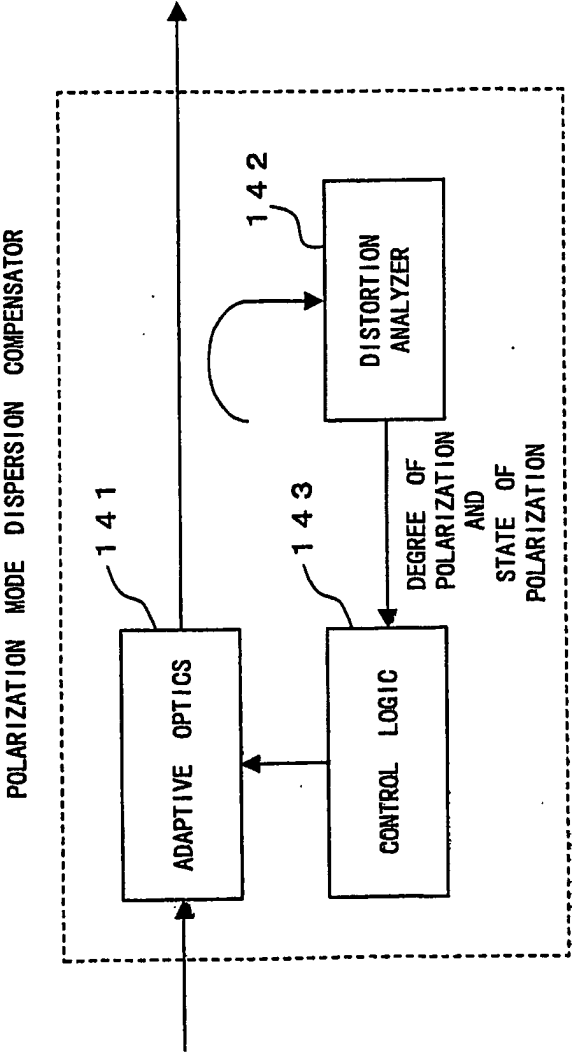 POLARIZATION MODE DISPERSION COMPENSATOR
141
ADAPTIVE OPTICS
142
DISTORTION
ANALYZER
143
CONTROL LOGIC
DEGREE OF
POLARIZATION
AND
STATE OF
POLARIZATION